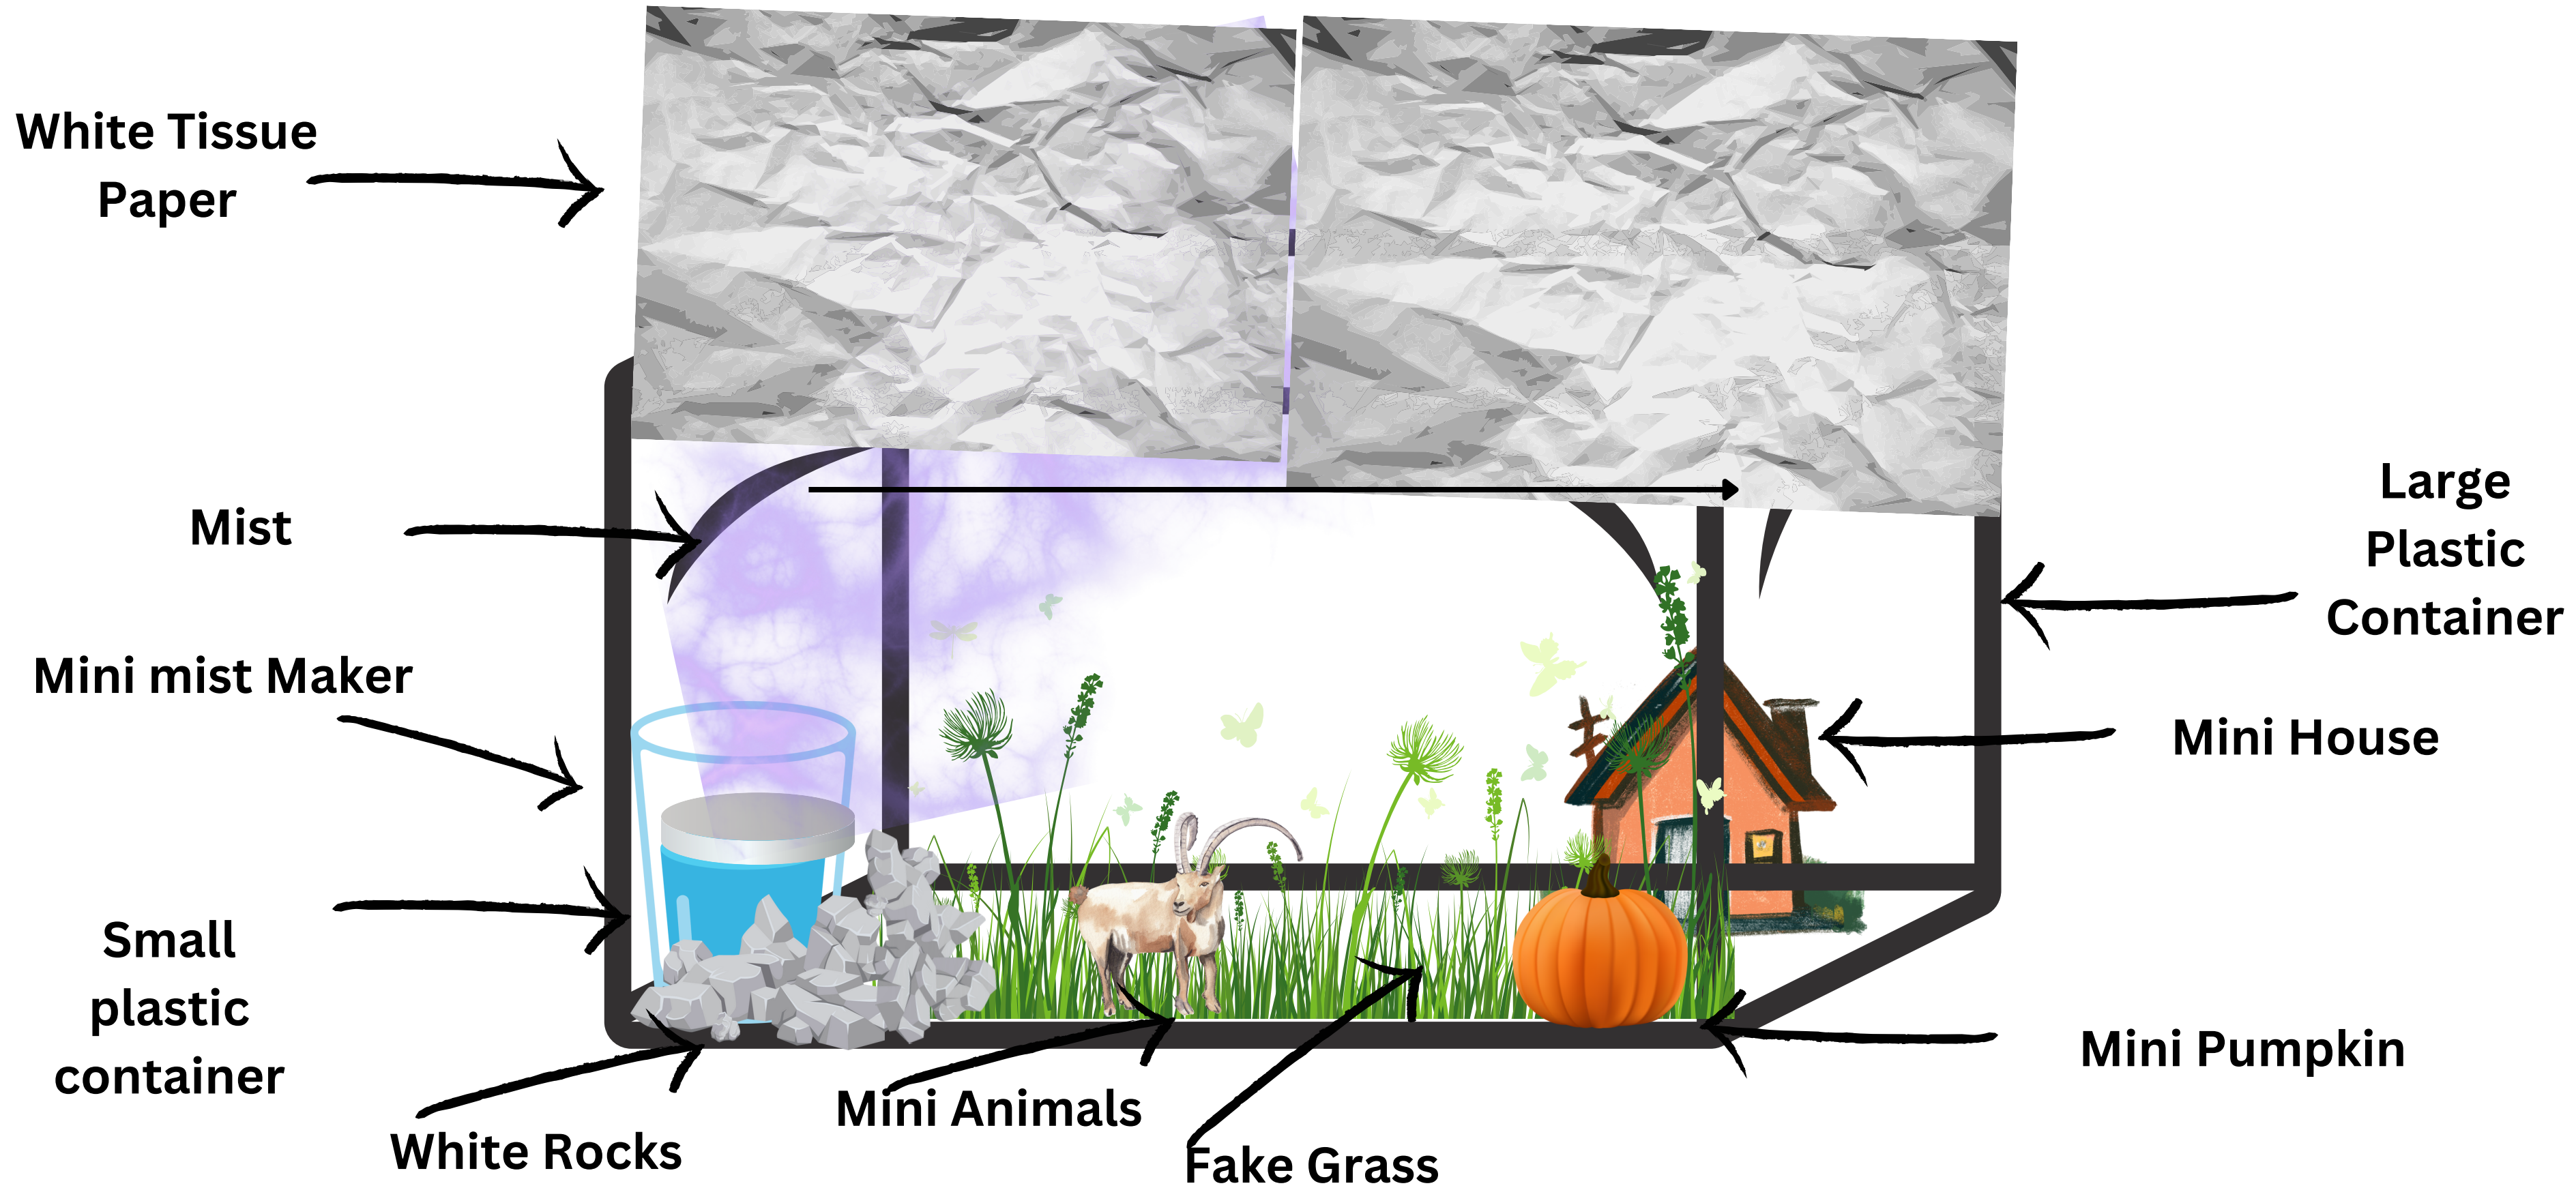 White Tissue
Paper
Mist
Mini mist Maker
Small
plastic
container
White Rocks
Mini Animals
Fake Grass
Large
Plastic
Container
Mini House
Mini Pumpkin